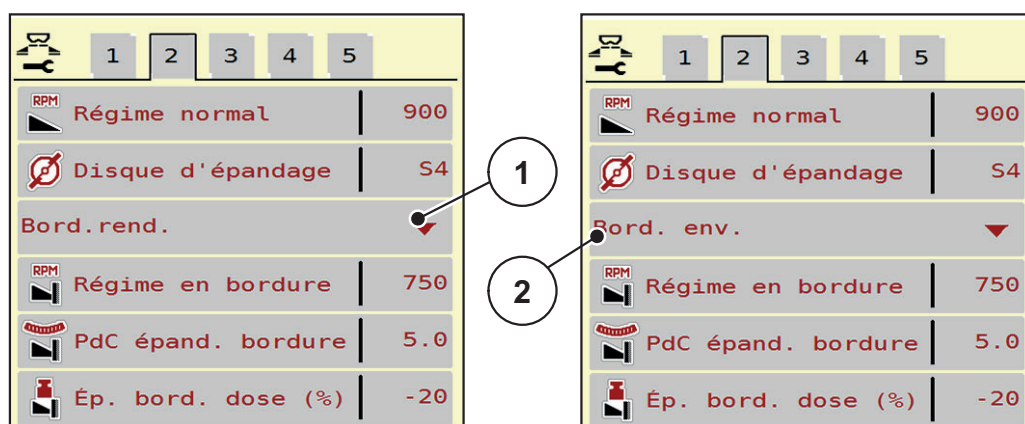 1 2 3 4 5
RPM Régime normal 900
Disque d'épandage S4
Bord.rend.
RPM Régime en bordure 750
PdC épand. bordure 5.0
Ép. bord. dose (%) -20
1
2
1 2 3 4 5
RPM Régime normal 900
Disque d'épandage S4
Bord. env.
RPM Régime en bordure 750
PdC épand. bordure 5.0
Ép. bord. dose (%) -20